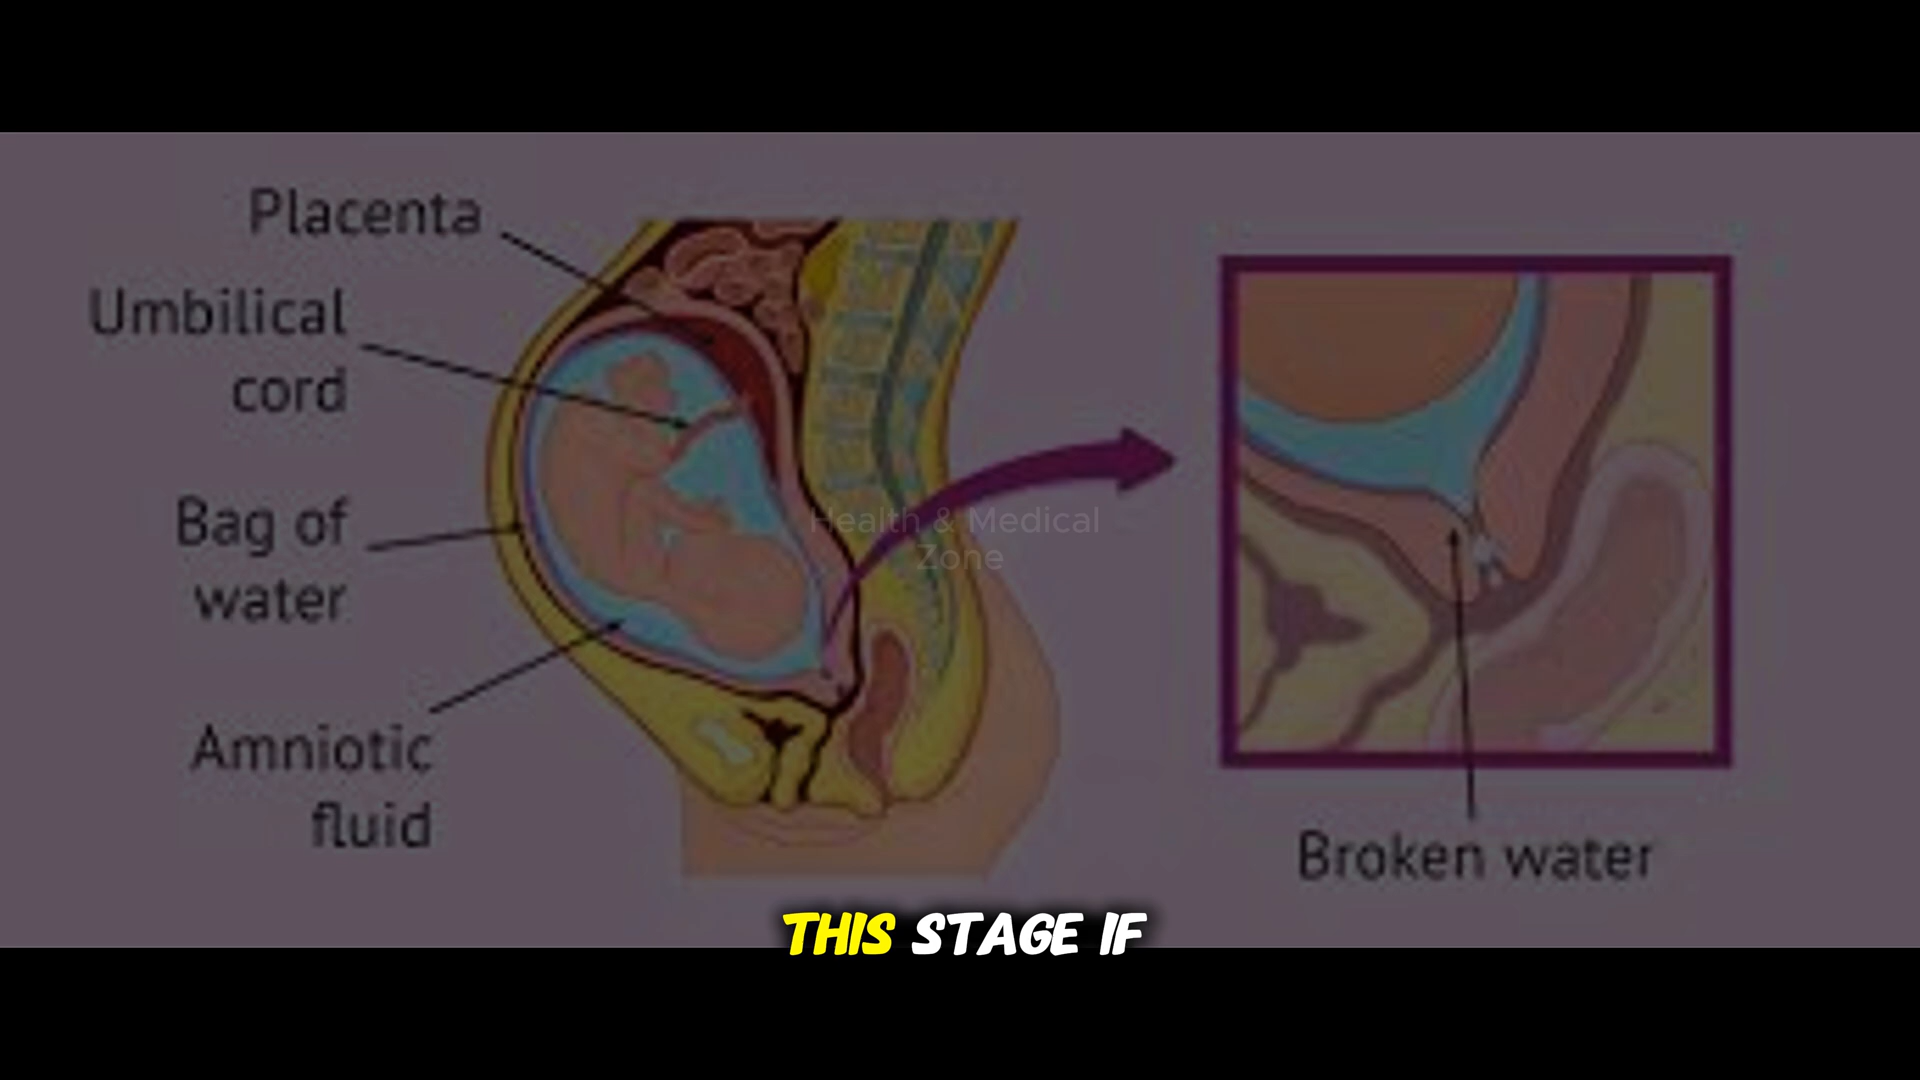 Placenta
Umbilical
cord
Bag of
water
Amniotic
fluid
Health & Medical
Zone
Broken water
THIS STAGE IF